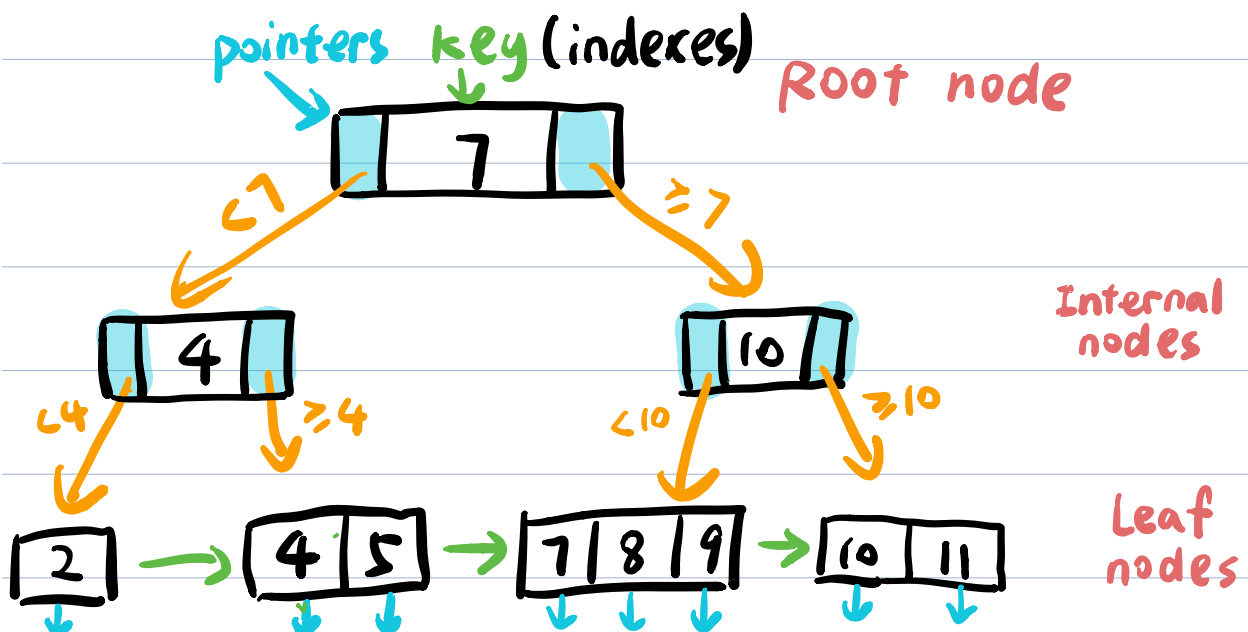 pointers key (indexes)
Root node
7
<7
≥7
Internal
nodes
4
10
<4
≥4
<10
≥10
Leaf
nodes
2
4 5
7 8 9
10 11